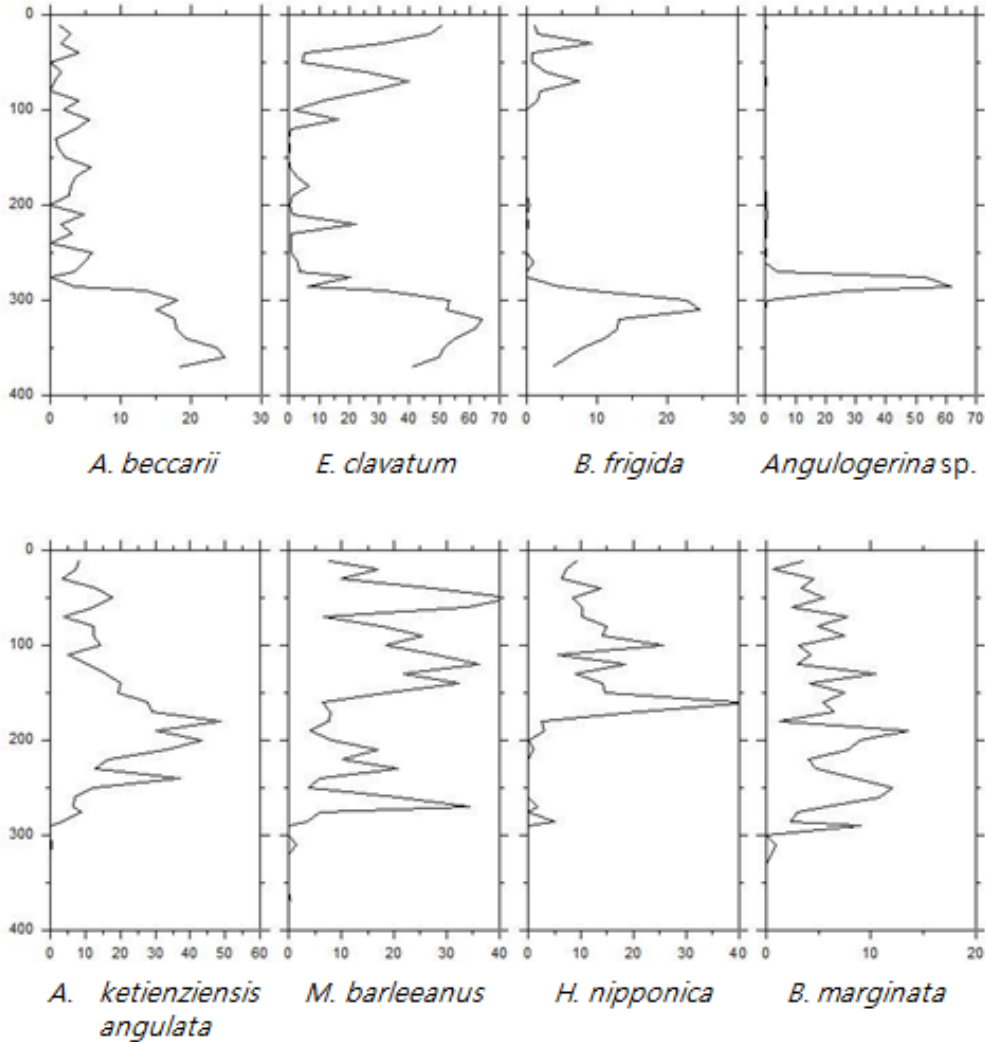 0
100
200
300
400
0 10 20 30
0 10 20 30 40 50 60 70
0 10 20 30
0 10 20 30 40 50 60 70
A. beccarii
E. clavatum
B. frigida
Angulogerina sp.
0
100
200
300
400
0 10 20 30 40 50 60
0 10 20 30 40
0 10 20 30 40
0 10 20
A. ketienziensis
angulata
M. barleeanus
H. nipponica
B. marginata